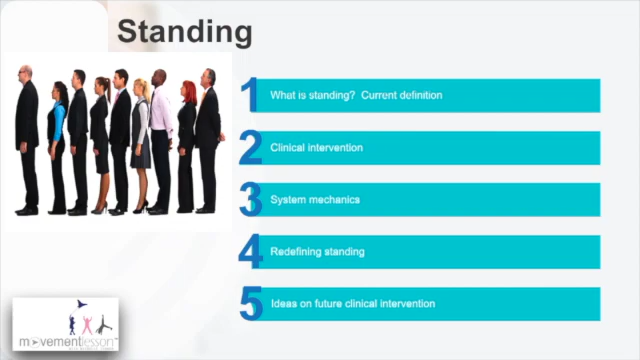 Standing
1 What is standing? Current definition
2 Clinical intervention
3 System mechanics
4 Redefining standing
5 Ideas on future clinical intervention
movementlesson